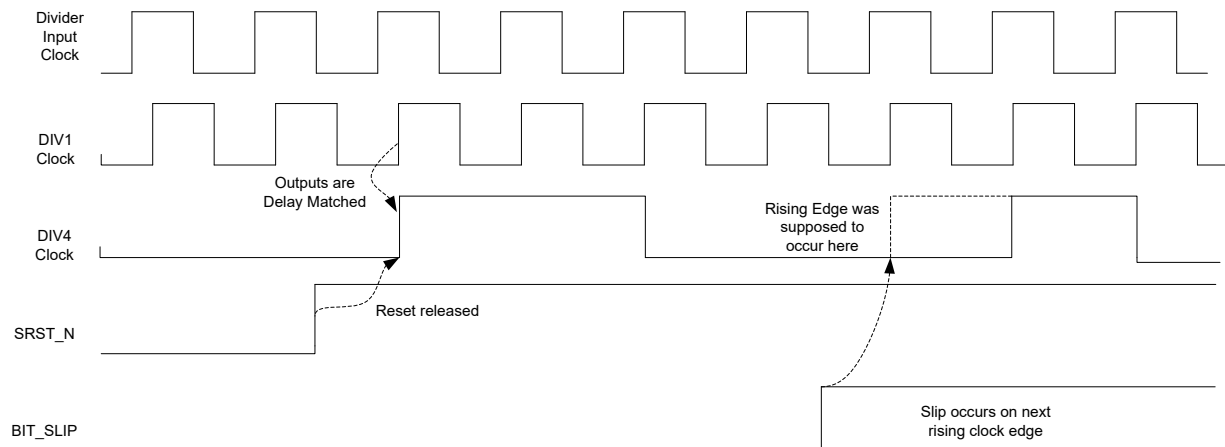 Divider
Input
Clock
DIV1
Clock
Outputs are
Delay Matched
DIV4
Clock
Rising Edge was
supposed to
occur here
Reset released
SRST_N
BIT_SLIP
Slip occurs on next
rising clock edge